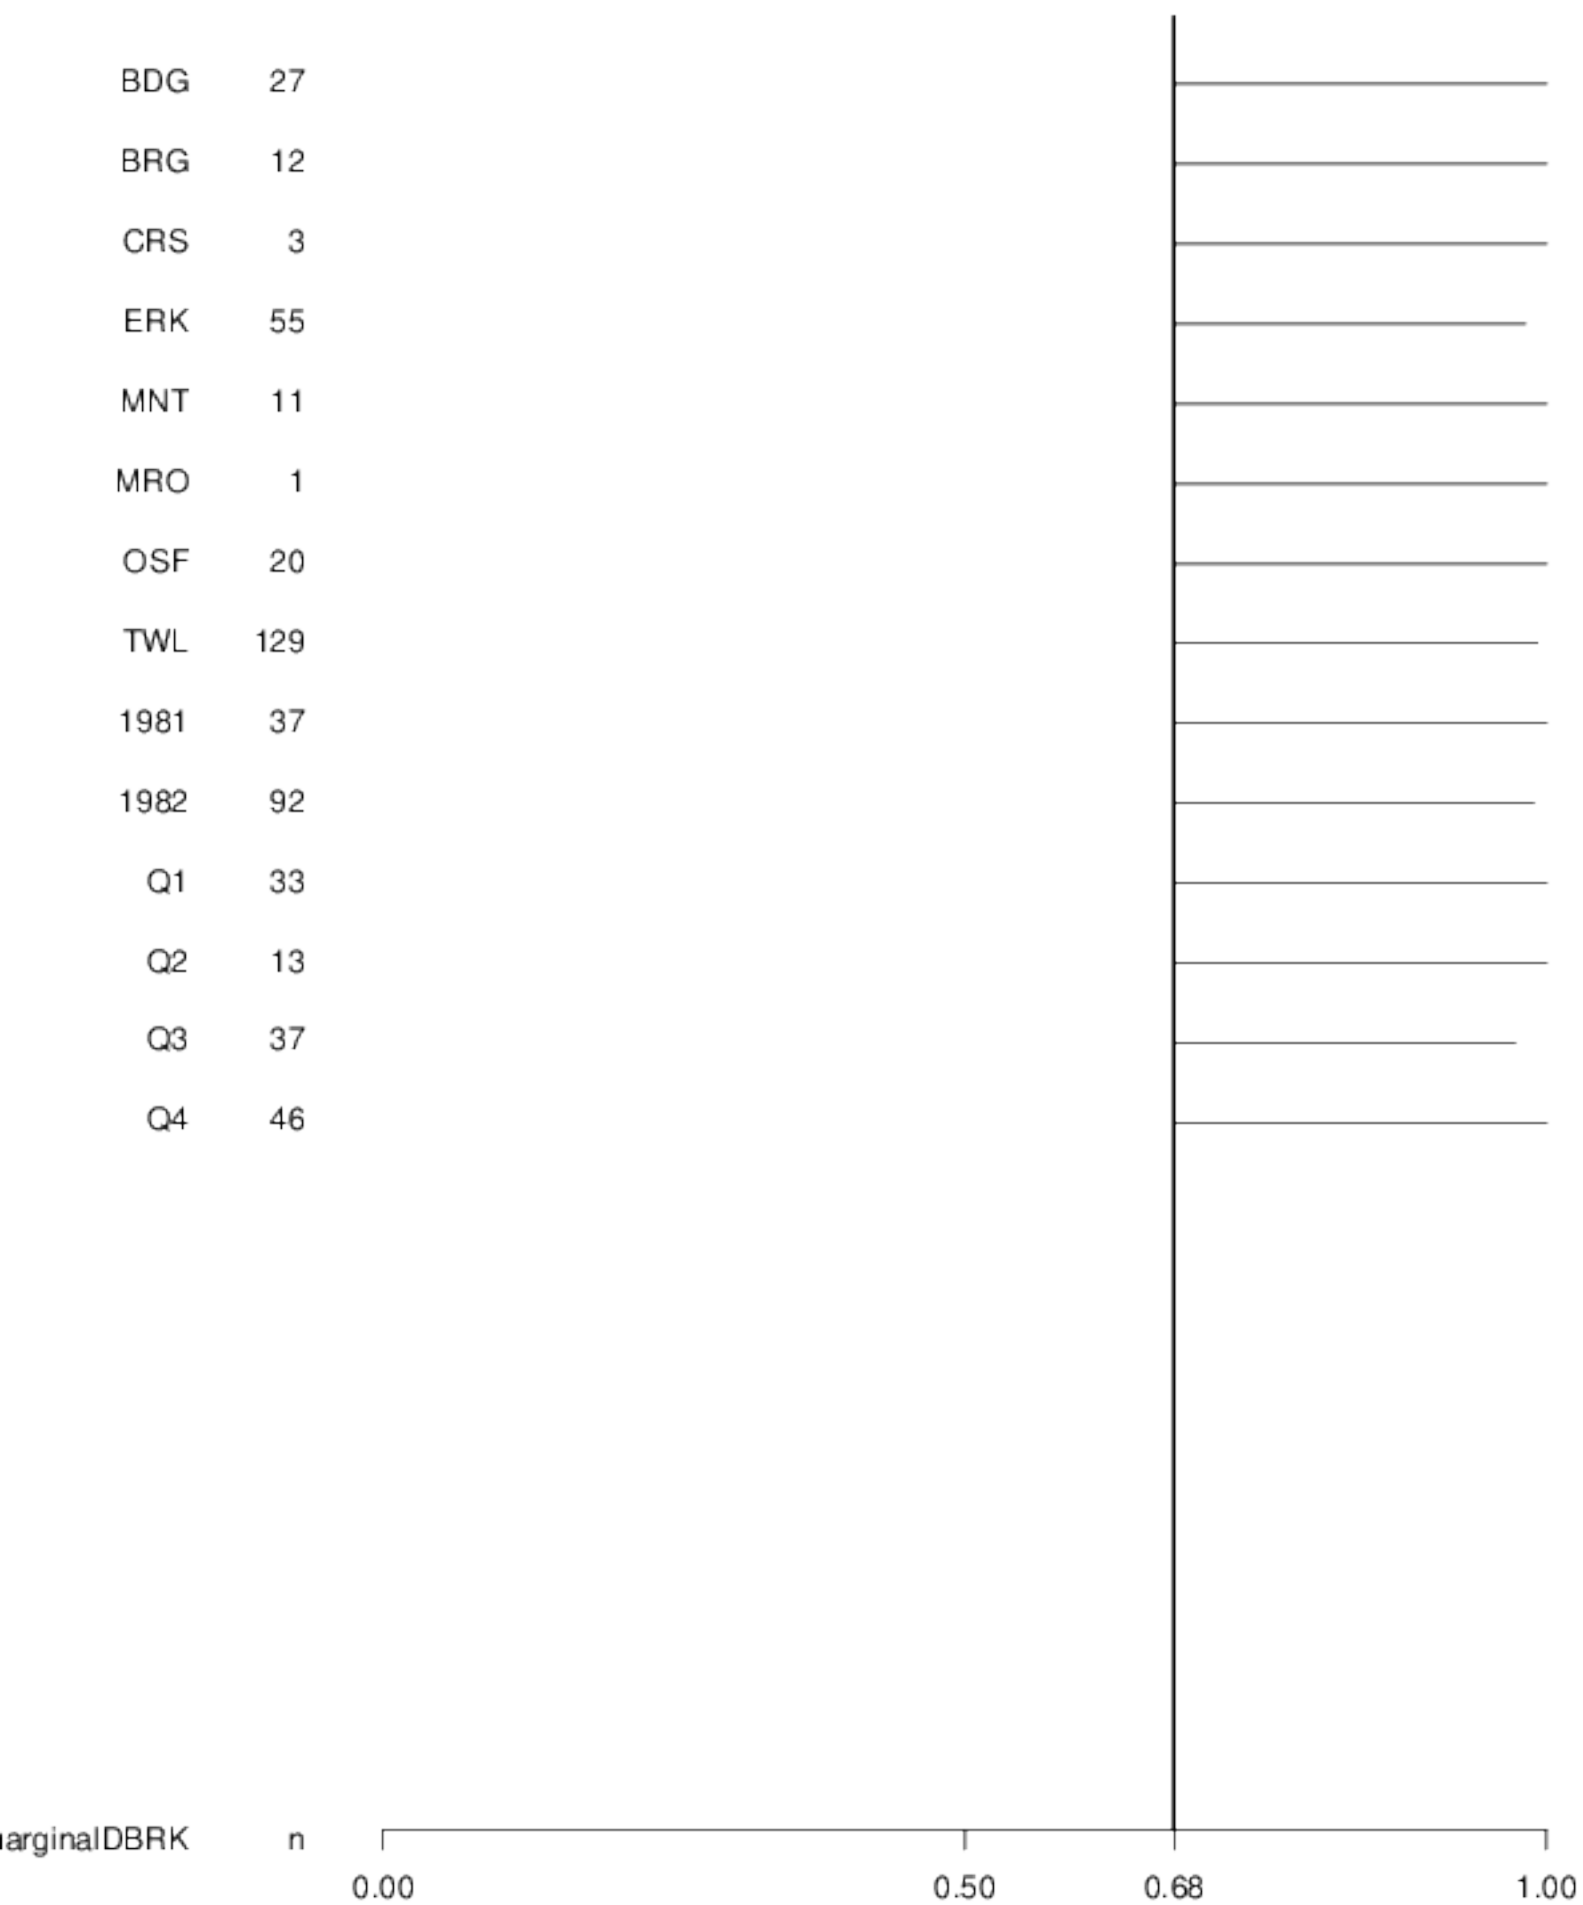 BDG 27
BRG 12
CRS 3
ERK 55
MNT 11
MRO 1
OSF 20
TWL 129
1981 37
1982 92
Q1 33
Q2 13
Q3 37
Q4 46
arginalDBRK n
0.00 0.50 0.68 1.00